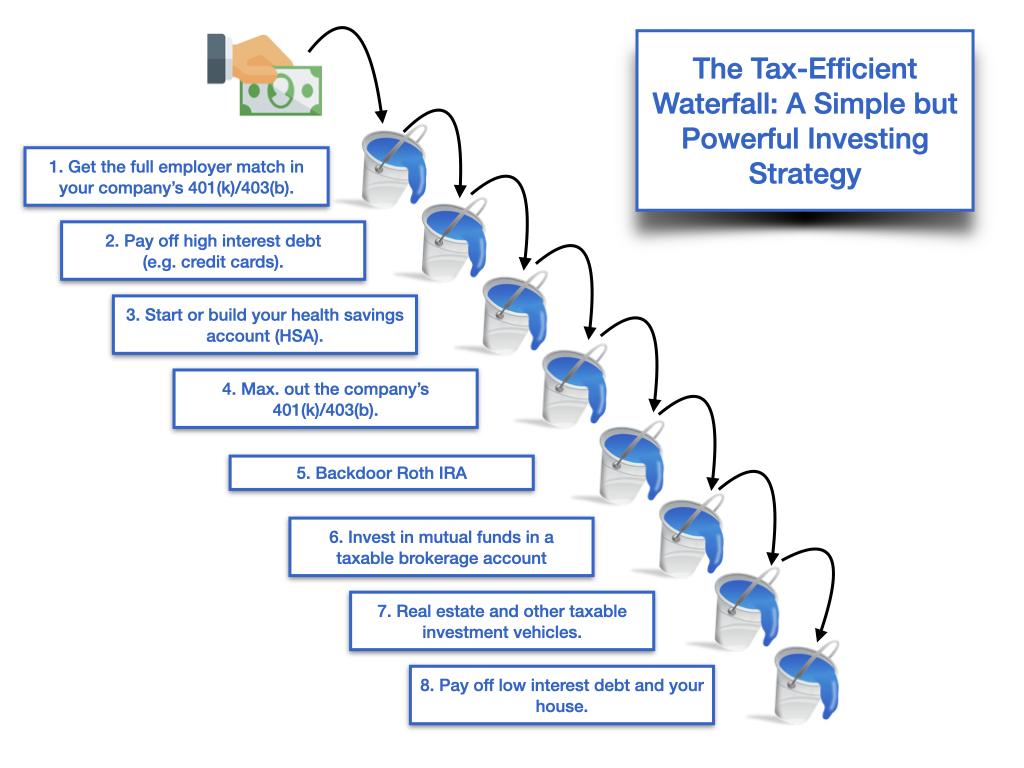 The Tax-Efficient
Waterfall: A Simple but
Powerful Investing
Strategy
1. Get the full employer match in
your company's 401(k)/403(b).
2. Pay off high interest debt
(e.g. credit cards).
3. Start or build your health savings
account (HSA).
4. Max. out the company's
401(k)/403(b).
5. Backdoor Roth IRA
6. Invest in mutual funds in a
taxable brokerage account
7. Real estate and other taxable
investment vehicles.
8. Pay off low interest debt and your
house.